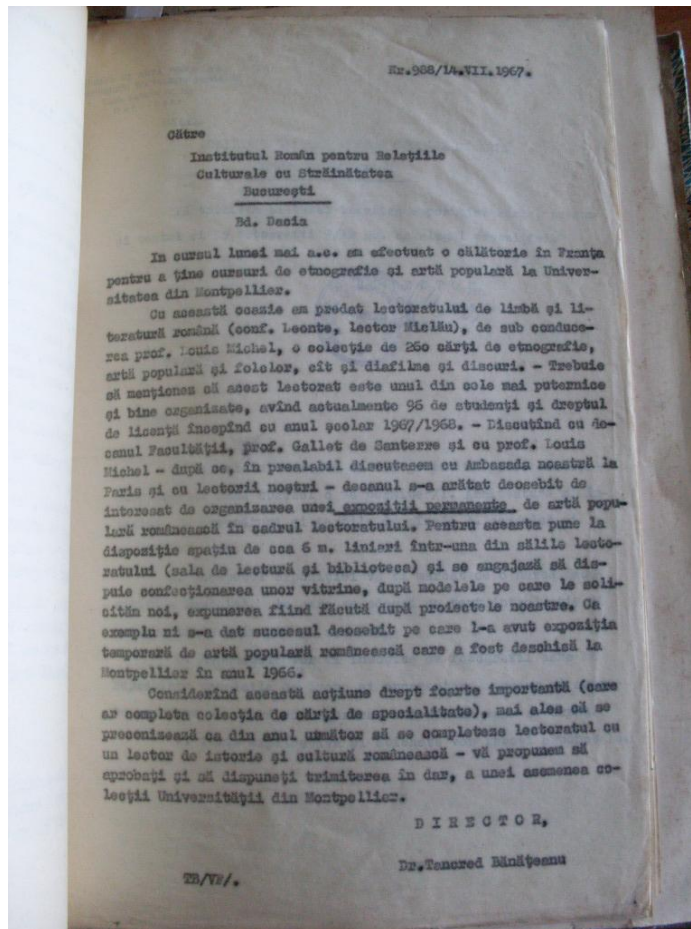 Nr.988/14.VII.1967.
Către
Institutul Român pentru Relațiile
Culturale cu Străinătatea
București
Bd. Dacia
In cursul lunei mai a.c. am efectuat o călătorie în Franța
pentru a ține cursuri de etnografie și artă populară la Univer-
sitatea din Montpellier.
Cu această ocazie am predat lectoratului de limbă și li-
teratură română (conf. Leonte, lector Miclău), de sub conduce-
rea prof. Louis Michel, o colecție de 260 cărți de etnografie,
artă populară și folclor, cît și diafilme și discuri. - Trebuie
să menționez că acest lectorat este unul din cele mai puternice
și bine organizate, avînd actualmente 96 de studenți și dreptul
de licență începînd cu anul școlar 1967/1968. - Discutînd cu de-
canul Facultății, prof. Gallet de Santerre și cu prof. Louis
Michel - după ce, în prealabil discutasem cu Ambasada noastră la
Paris și cu lectorii noștri - decanul s-a arătat deosebit de
interesat de organizarea unei expoziții permanente de artă popu-
lară românească în cadrul lectoratului. Pentru aceasta pune la
dispoziție spațiu de cca 6 m. liniari într-una din sălile lecto-
ratului (sala de lectură și biblioteca) și se angajază să dis-
puie confecționarea unor vitrine, după modelele pe care le soli-
cităm noi, expunerea fiind făcută după proiectele noastre. Ca
exemplu ni s-a dat succesul deosebit pe care l-a avut expoziția
temporară de artă populară românească care a fost deschisă la
Montpellier în anul 1966.
Considerînd această acțiune drept foarte importantă (care
ar completa colecția de cărți de specialitate), mai ales că se
preconizează ca din anul următor să se completeze lectoratul cu
un lector de istorie și cultură românească - vă propunem să
aprobați și să dispuneți trimiterea în dar, a unei asemenea co-
lecții Universității din Montpellier.
D I R E C T O R,
Dr.Tancred Bănățeanu
TB/VE/.